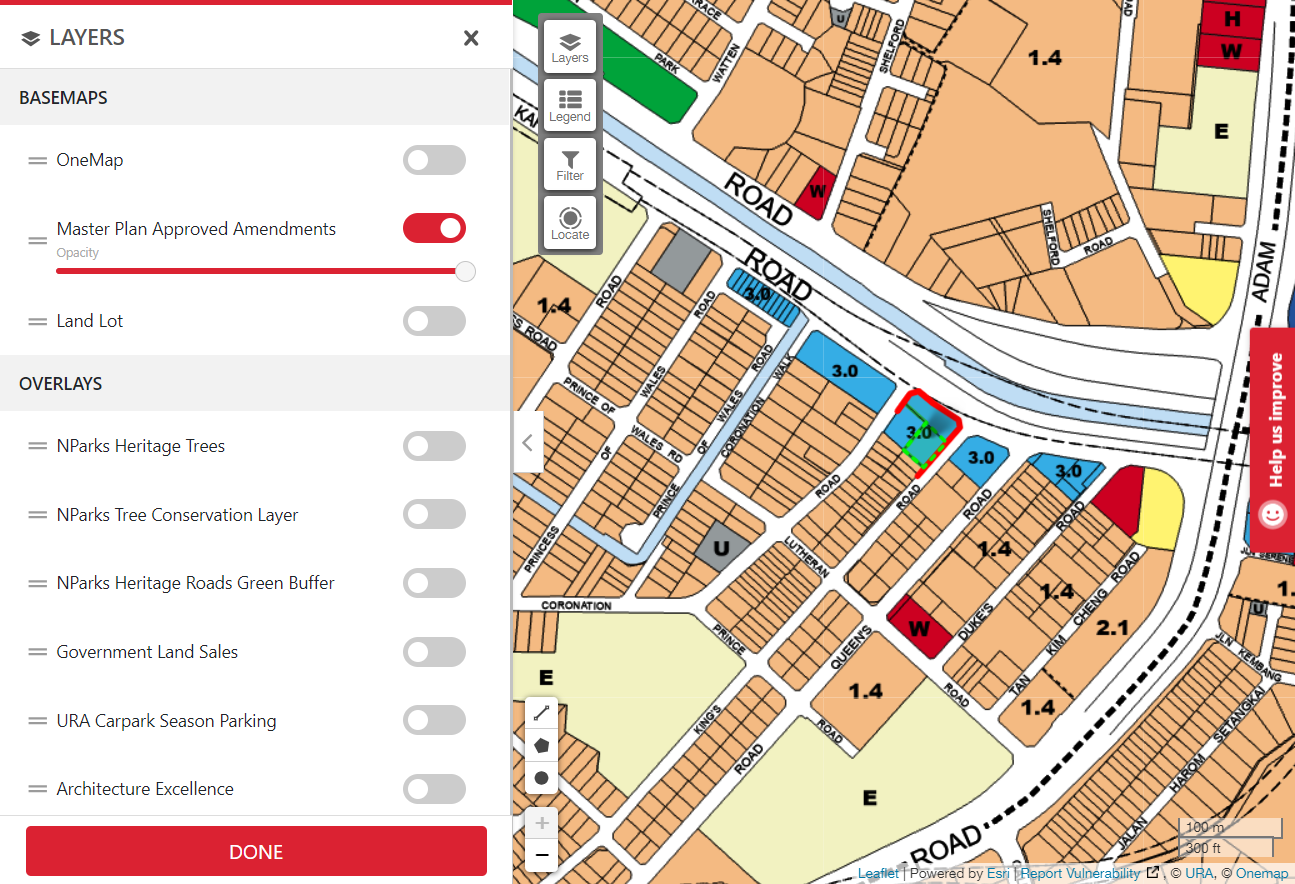 LAYERS
BASEMAPS
OneMap
Master Plan Approved Amendments
Opacity
Land Lot
OVERLAYS
NParks Heritage Trees
NParks Tree Conservation Layer
NParks Heritage Roads Green Buffer
Government Land Sales
URA Carpark Season Parking
Architecture Excellence
DONE
Layers
Legend
Filter
Locate
PARK
WATTEN
U
SHELFORD
ROAD
1.4
H
W
E
ROAD
W
SHELFORD
ROAD
ADAM
ROAD
3.0
1.4
ROAD
ROAD
ROAD
PRINCE OF
WALES
WALES RD
OF
WALES
OF
PRINCE
ROAD
WALK
CORONATION
3.0
3.0
3.0
3.0
ROAD
ROAD
ROAD
ROAD
ROAD
PRINCESS
U
LUTHERAN
1.4
1.4
CHENG
KIM
TAN
2.1
CORONATION
PRINCE
QUEEN'S
W
DUKE'S
ROAD
1.4
1.4
E
KING'S
ROAD
ROAD
E
ROAD
U
JLN KEMBANG
SETANGKAI
HAROM
JALAN
Help us improve
100 m
300 ft
Leaflet | Powered by Esri | Report Vulnerability , © URA, © Onemap